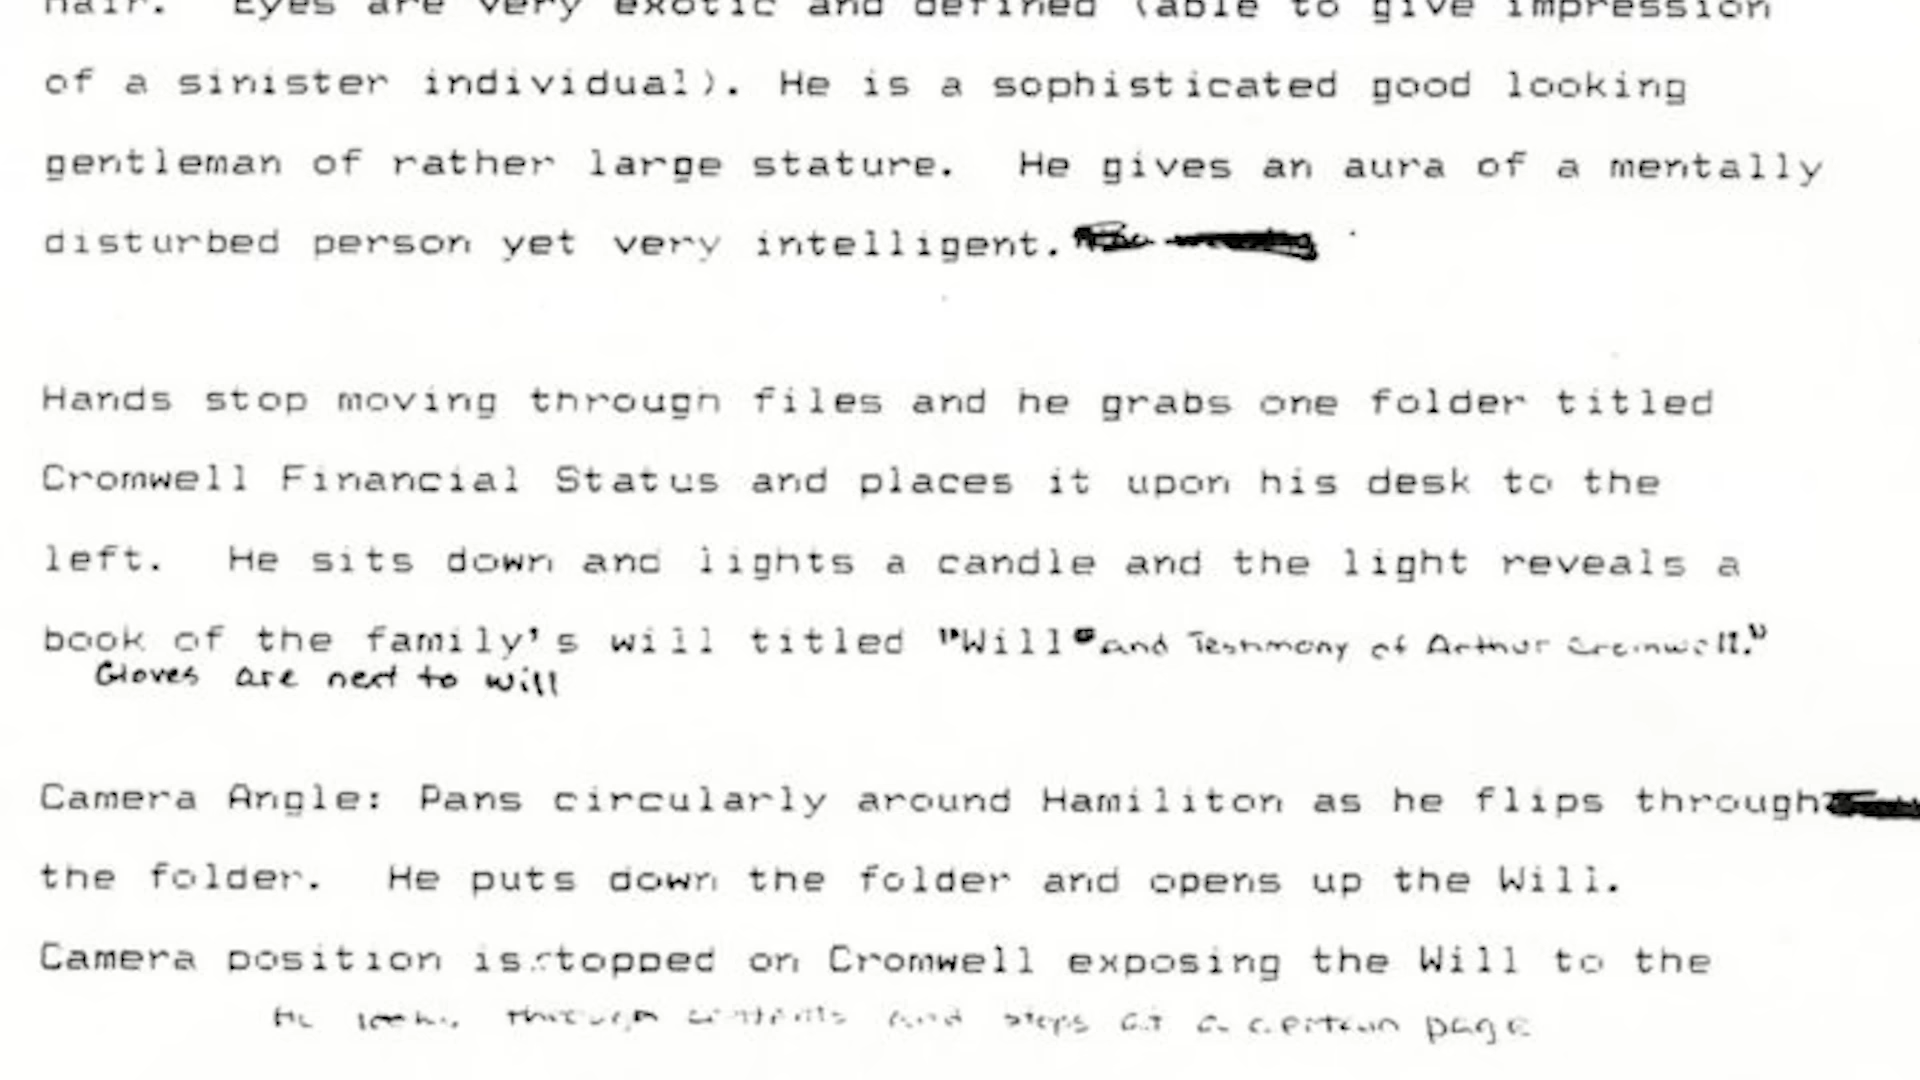 Hair. Eyes are very exotic and defined (able to give impression
of a sinister individual). He is a sophisticated good looking
gentleman of rather large stature. He gives an aura of a mentally
disturbed person yet very intelligent.
Hands stop moving through files and he grabs one folder titled
Cromwell Financial Status and places it upon his desk to the
left. He sits down and lights a candle and the light reveals a
book of the family's will titled "Will" and Testmony of Arthur Cromwell."
Gloves are next to will
Camera Angle: Pans circularly around Hamiliton as he flips through
the folder. He puts down the folder and opens up the Will.
Camera position is stopped on Cromwell exposing the Will to the
He looks through contents and stops at a certain page